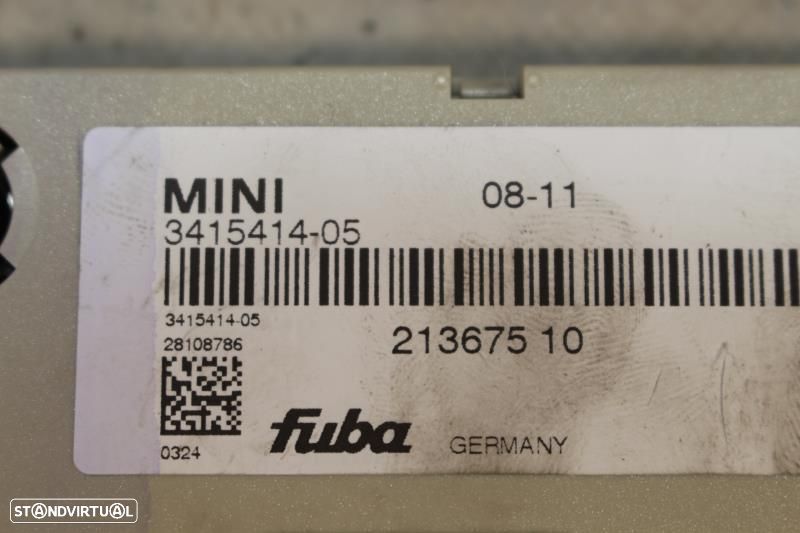 MINI 08-11
3415414-05
3415414-05
28108786
213675 10
0324
fuba GERMANY
STANDVIRTUAL